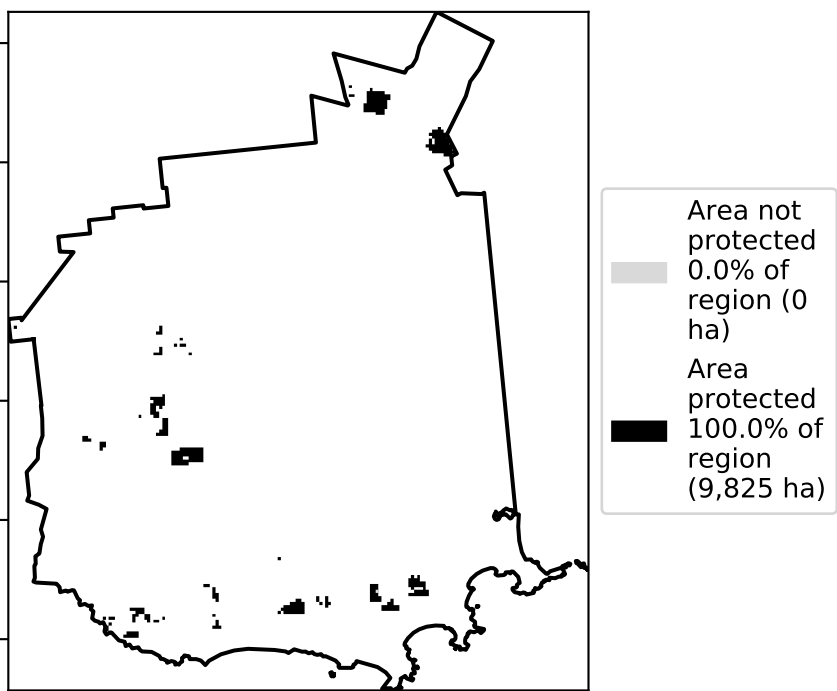 Area not
protected
0.0% of
region (0
ha)
Area
protected
100.0% of
region
(9,825 ha)